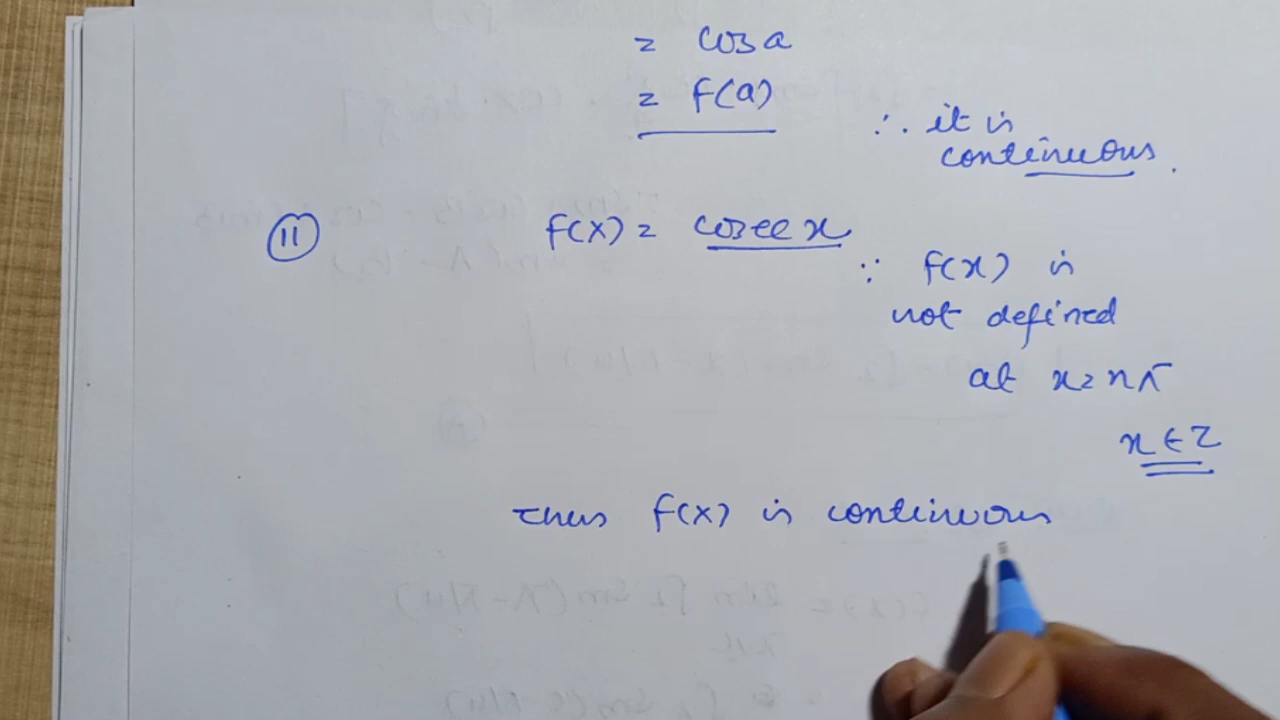 = cos a
= f(a)
∴ it is
continuous.
(11) f(x) = cosec x
∵ f(x) is
not defined
at x = nπ
x ∈ Z
thus f(x) is continuous